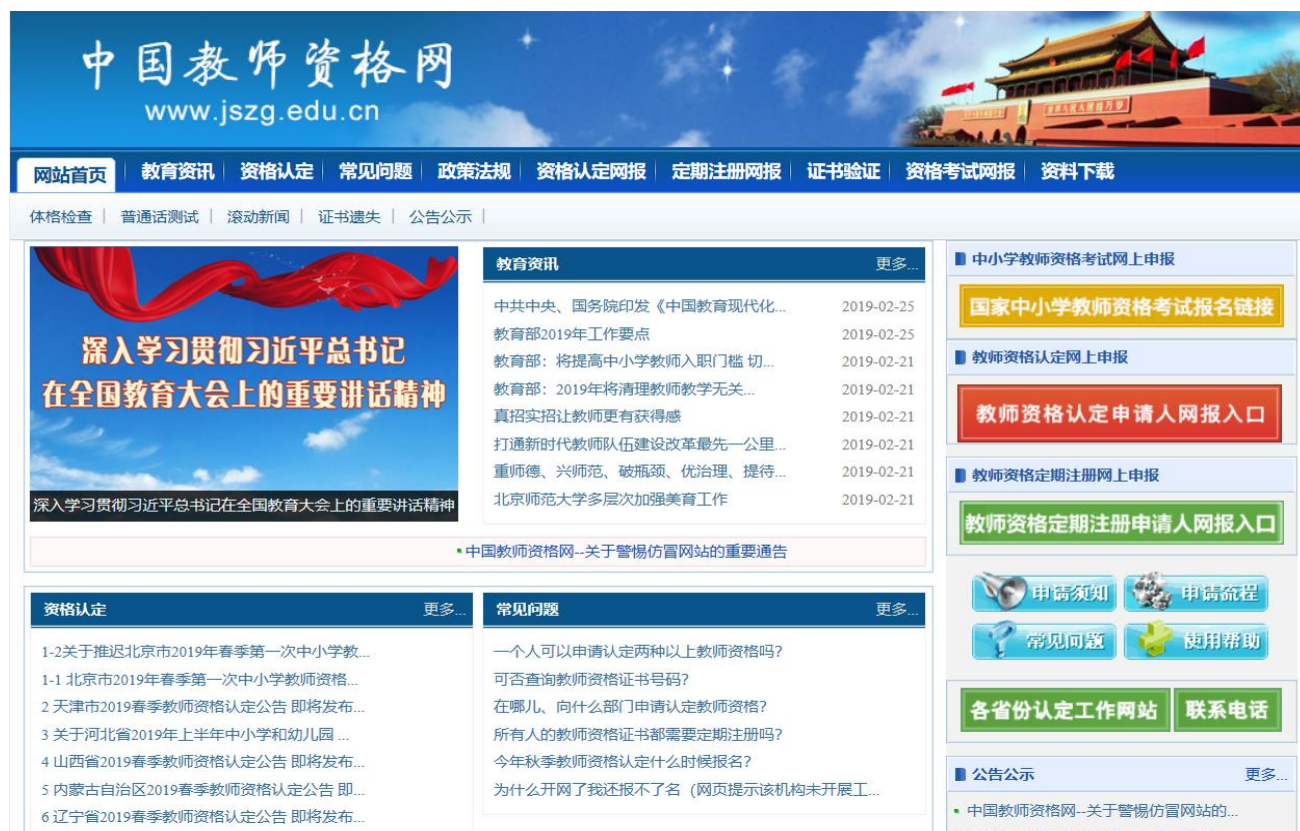 中国教师资格网
www.jszg.edu.cn
网站首页 教育资讯 资格认定 常见问题 政策法规 资格认定网报 定期注册网报 证书验证 资格考试网报 资料下载
体格检查 普通话测试 滚动新闻 证书遗失 公告公示
深入学习贯彻习近平总书记
在全国教育大会上的重要讲话精神
深入学习贯彻习近平总书记在全国教育大会上的重要讲话精神
教育资讯 更多...
中共中央、国务院印发《中国教育现代化... 2019-02-25
教育部2019年工作要点 2019-02-25
教育部：将提高中小学教师入职门槛 切... 2019-02-21
教育部：2019年将清理教师教学无关... 2019-02-21
真招实招让教师更有获得感 2019-02-21
打通新时代教师队伍建设改革最先一公里... 2019-02-21
重师德、兴师范、破瓶颈、优治理、提待... 2019-02-21
北京师范大学多层次加强美育工作 2019-02-21
中国教师资格网--关于警惕仿冒网站的重要通告
资格认定 更多...
1-2关于推迟北京市2019年春季第一次中小学教...
1-1 北京市2019年春季第一次中小学教师资格...
2 天津市2019春季教师资格认定公告 即将发布...
3 关于河北省2019年上半年中小学和幼儿园 ...
4 山西省2019春季教师资格认定公告 即将发布...
5 内蒙古自治区2019春季教师资格认定公告 即...
6 辽宁省2019春季教师资格认定公告 即将发布...
常见问题 更多...
一个人可以申请认定两种以上教师资格吗?
可否查询教师资格证书号码?
在哪儿、向什么部门申请认定教师资格?
所有人的教师资格证书都需要定期注册吗?
今年秋季教师资格认定什么时候报名?
为什么开网了我还报不了名（网页提示该机构未开展工...
中小学教师资格考试网上申报
国家中小学教师资格考试报名链接
教师资格认定网上申报
教师资格认定申请人网报入口
教师资格定期注册网上申报
教师资格定期注册申请人网报入口
申请须知 申请流程
常见问题 使用帮助
各省份认定工作网站 联系电话
公告公示 更多...
中国教师资格网--关于警惕仿冒网站的...